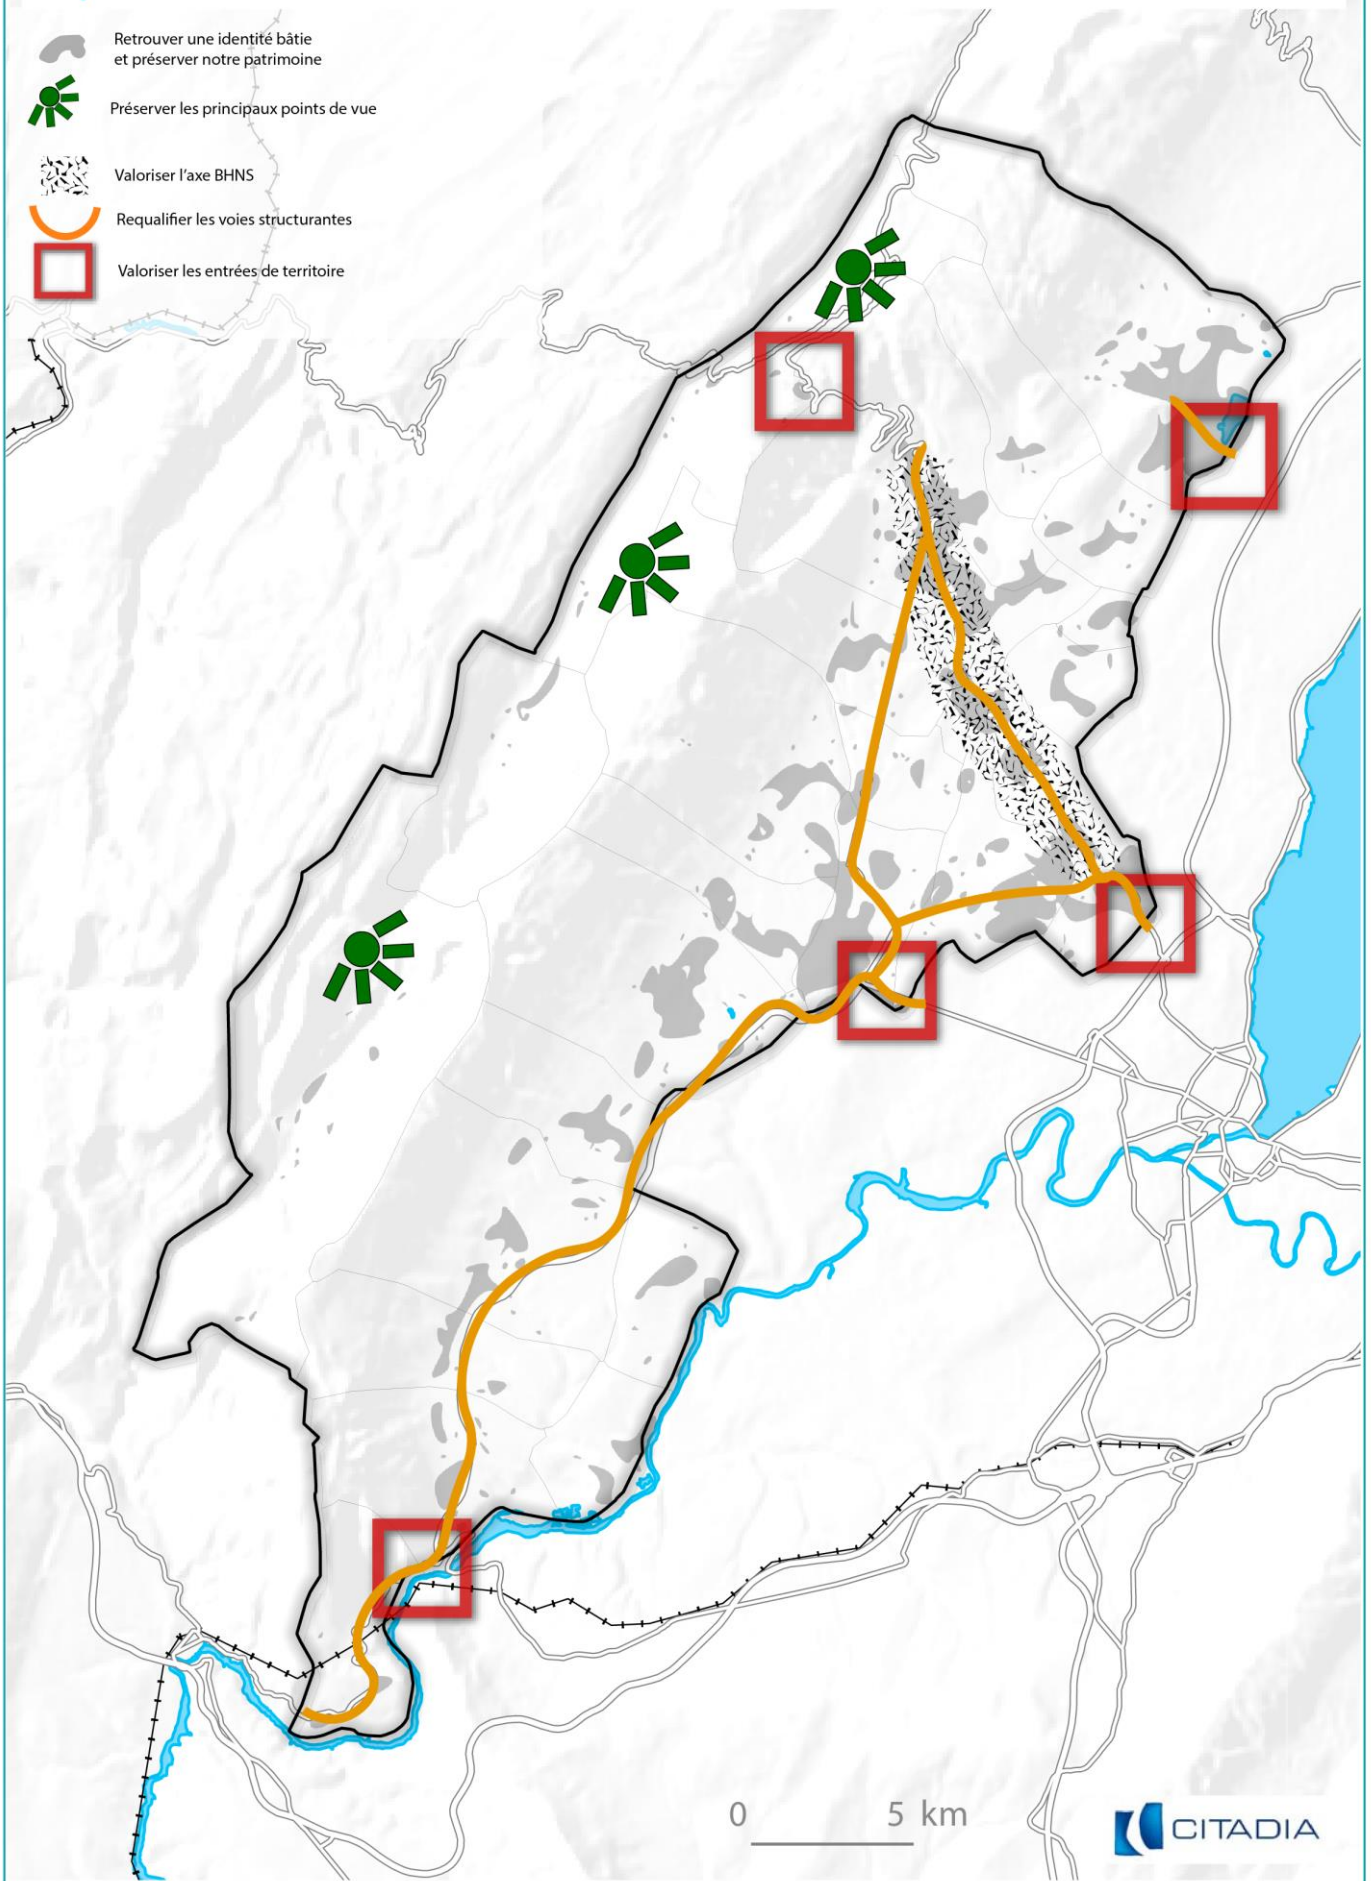 Retrouver une identité bâtie
et préserver notre patrimoine
Préserver les principaux points de vue
Valoriser l'axe BHNS
Requalifier les voies structurantes
Valoriser les entrées de territoire
0 5 km
CITADIA